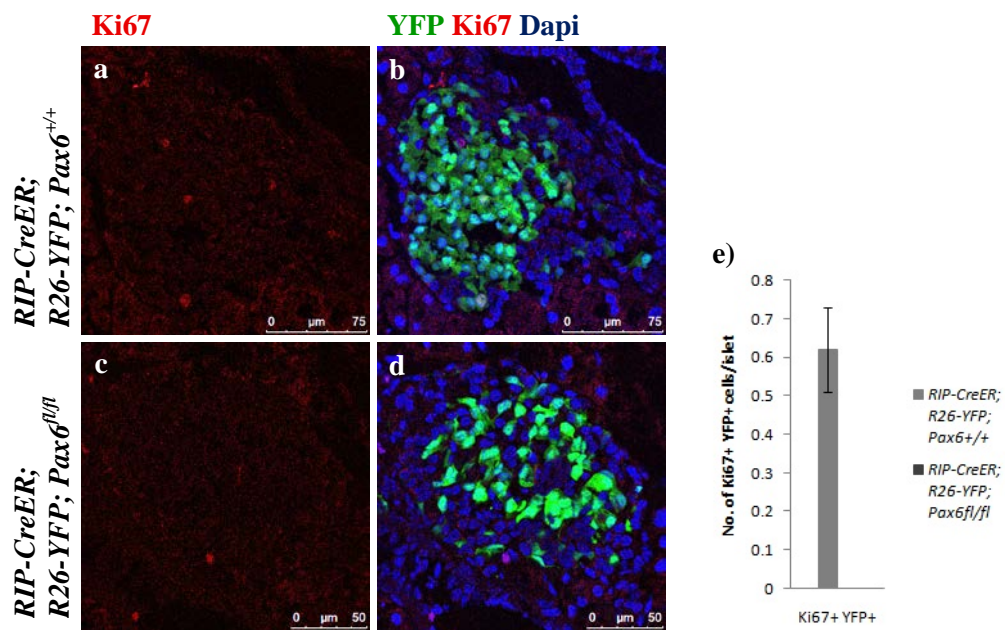 Ki67
YFP Ki67 Dapi
RIP-CreER;
R26-YFP; Pax6+/+
a
0 µm 75
b
0 µm 75
RIP-CreER;
R26-YFP; Pax6fl/fl
c
0 µm 50
d
0 µm 50
e)
No. of Ki67+ YFP+ cells/islet
0.8
0.7
0.6
0.5
0.4
0.3
0.2
0.1
0
Ki67+ YFP+
RIP-CreER;
R26-YFP;
Pax6+/+
RIP-CreER;
R26-YFP;
Pax6fl/fl